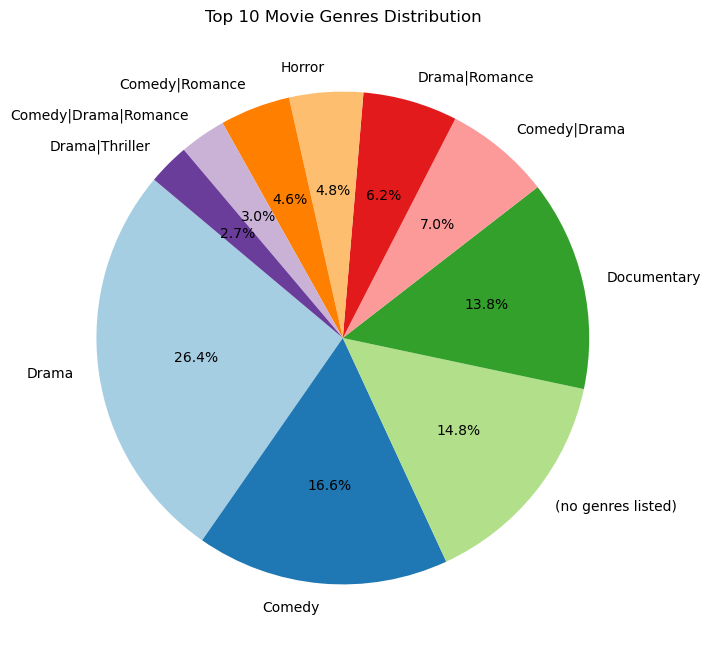 Top 10 Movie Genres Distribution
Horror
Drama|Romance
Comedy|Romance
Comedy|Drama|Romance
Comedy|Drama
Drama|Thriller
4.8%
6.2%
4.6%
3.0%
7.0%
2.7%
Documentary
13.8%
26.4%
Drama
14.8%
16.6%
(no genres listed)
Comedy